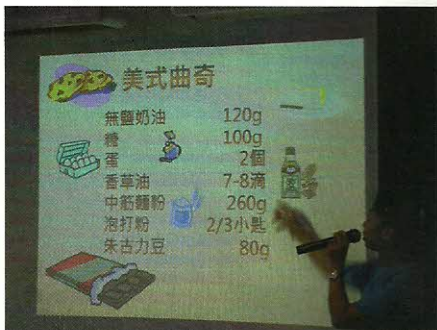 美式曲奇
無鹽奶油 120g
糖 100g
蛋 2個
香草油 7-8滴
中筋麵粉 260g
泡打粉 2/3小匙
朱古力豆 80g